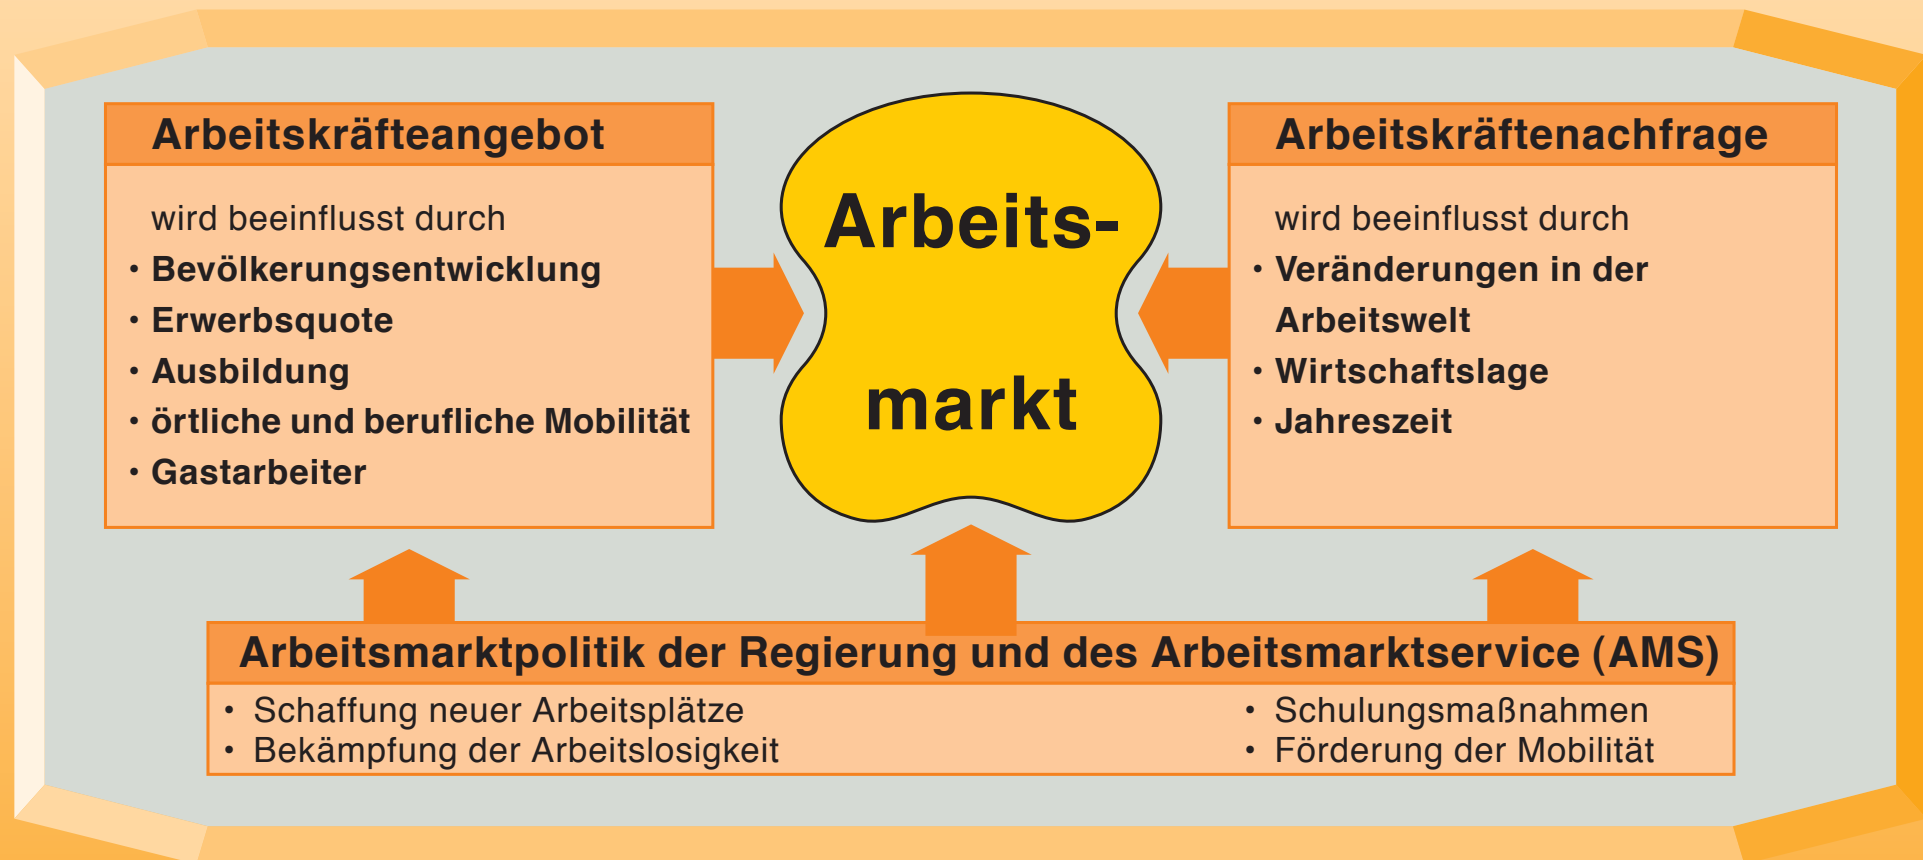 Arbeitskräfteangebot
wird beeinflusst durch
· Bevölkerungsentwicklung
· Erwerbsquote
· Ausbildung
· örtliche und berufliche Mobilität
· Gastarbeiter
Arbeits-
markt
Arbeitskräftenachfrage
wird beeinflusst durch
· Veränderungen in der
Arbeitswelt
· Wirtschaftslage
· Jahreszeit
Arbeitsmarktpolitik der Regierung und des Arbeitsmarktservice (AMS)
· Schaffung neuer Arbeitsplätze
· Bekämpfung der Arbeitslosigkeit
· Schulungsmaßnahmen
· Förderung der Mobilität